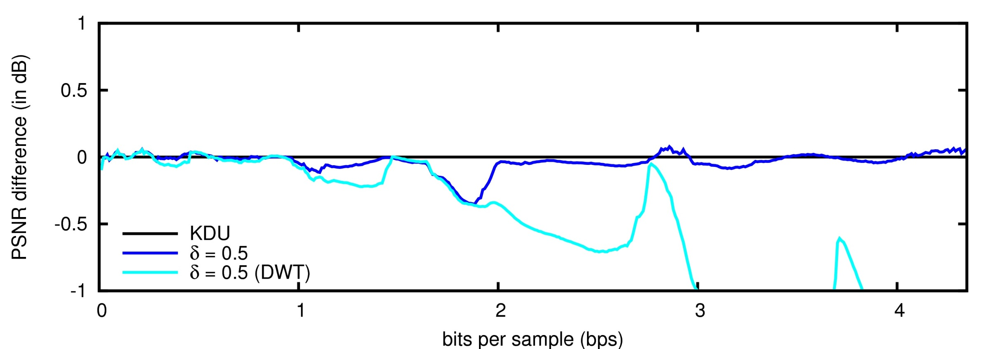 1
0.5
0
-0.5
-1
PSNR difference (in dB)
KDU
δ = 0.5
δ = 0.5 (DWT)
0 1 2 3 4
bits per sample (bps)